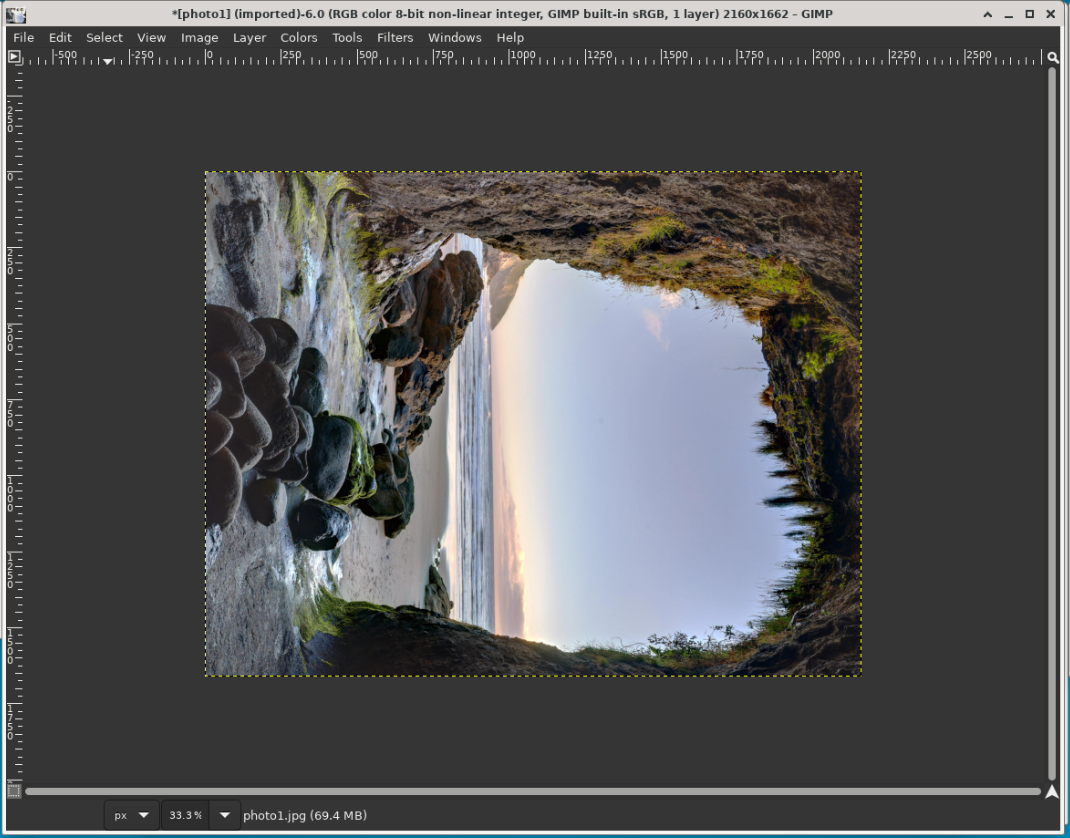 *[photo1] (imported)-6.0 (RGB color 8-bit non-linear integer, GIMP built-in sRGB, 1 layer) 2160x1662 – GIMP
File Edit Select View Image Layer Colors Tools Filters Windows Help
-500 -250 0 250 500 750 1000 1250 1500 1750 2000 2250 2500
0
250
500
750
1000
1250
1500
1750
px 33.3 % photo1.jpg (69.4 MB)